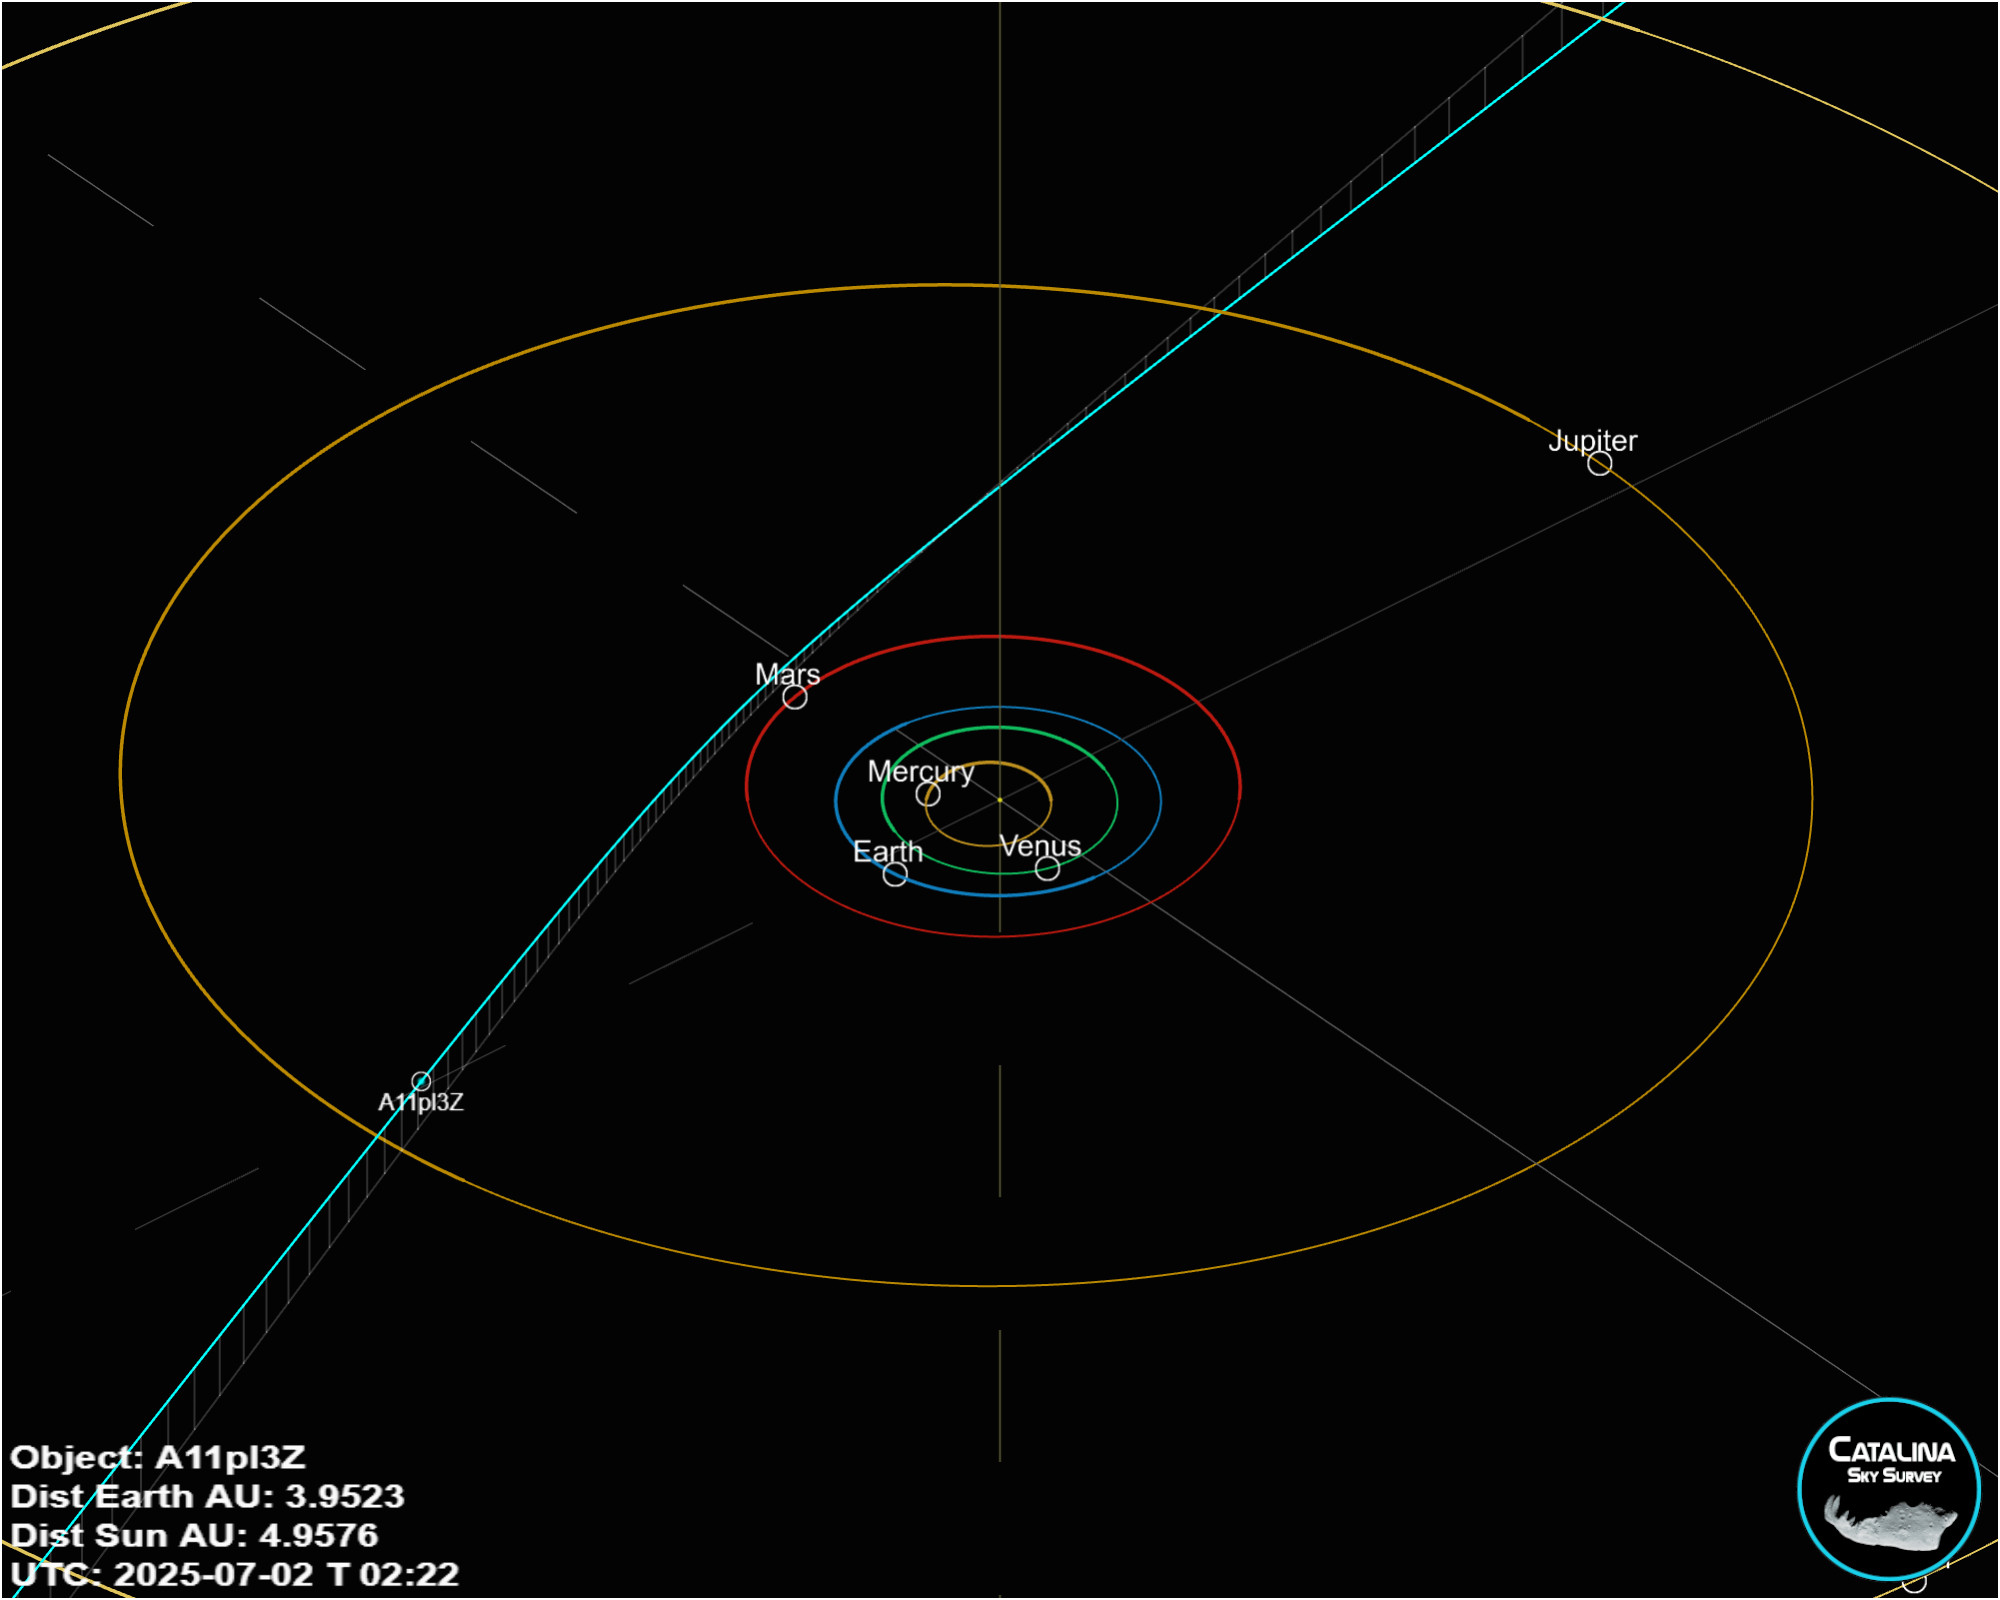 Jupiter
Mars
Mercury
Earth
Venus
A11pl3Z
Object: A11pl3Z
Dist Earth AU: 3.9523
Dist Sun AU: 4.9576
UTC: 2025-07-02 T 02:22
CATALINA
SKY SURVEY